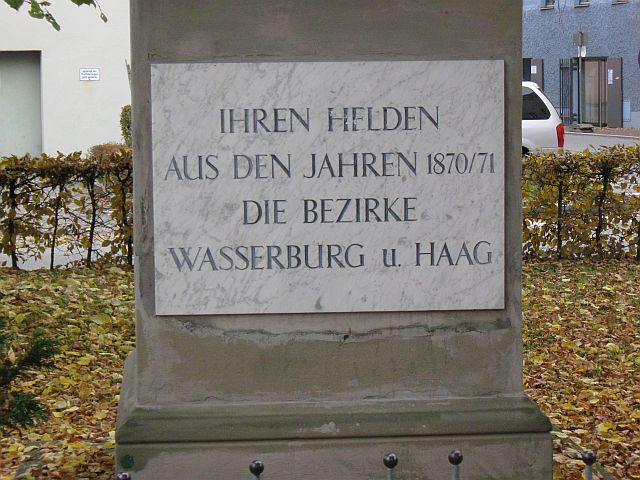 IHREN HELDEN
AUS DEN JAHREN 1870/71
DIE BEZIRKE
WASSERBURG u. HAAG